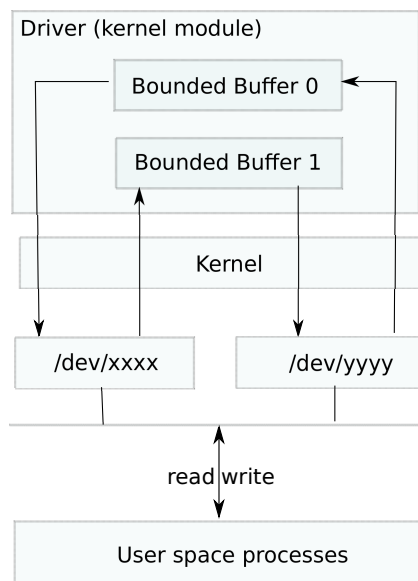 Driver (kernel module)
Bounded Buffer 0
Bounded Buffer 1
Kernel
/dev/xxxx
/dev/yyyy
read write
User space processes